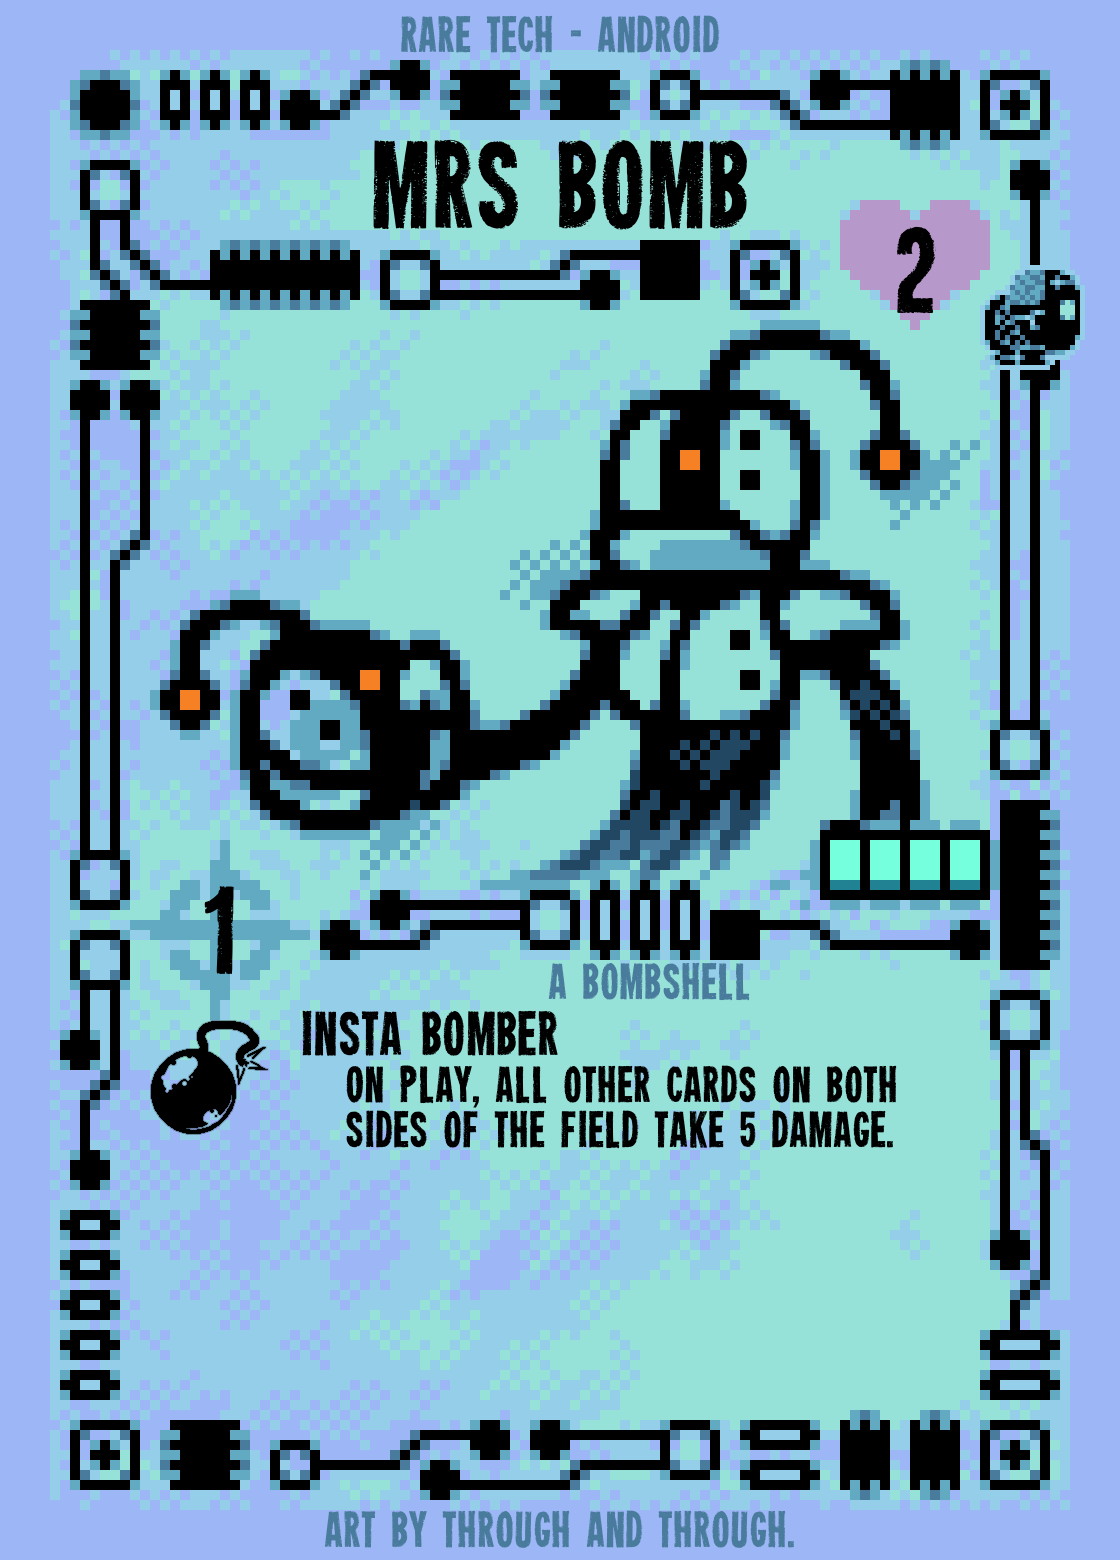 RARE TECH - ANDROID
MRS BOMB
2
1
A BOMBSHELL
INSTA BOMBER
ON PLAY, ALL OTHER CARDS ON BOTH
SIDES OF THE FIELD TAKE 5 DAMAGE.
ART BY THROUGH AND THROUGH.